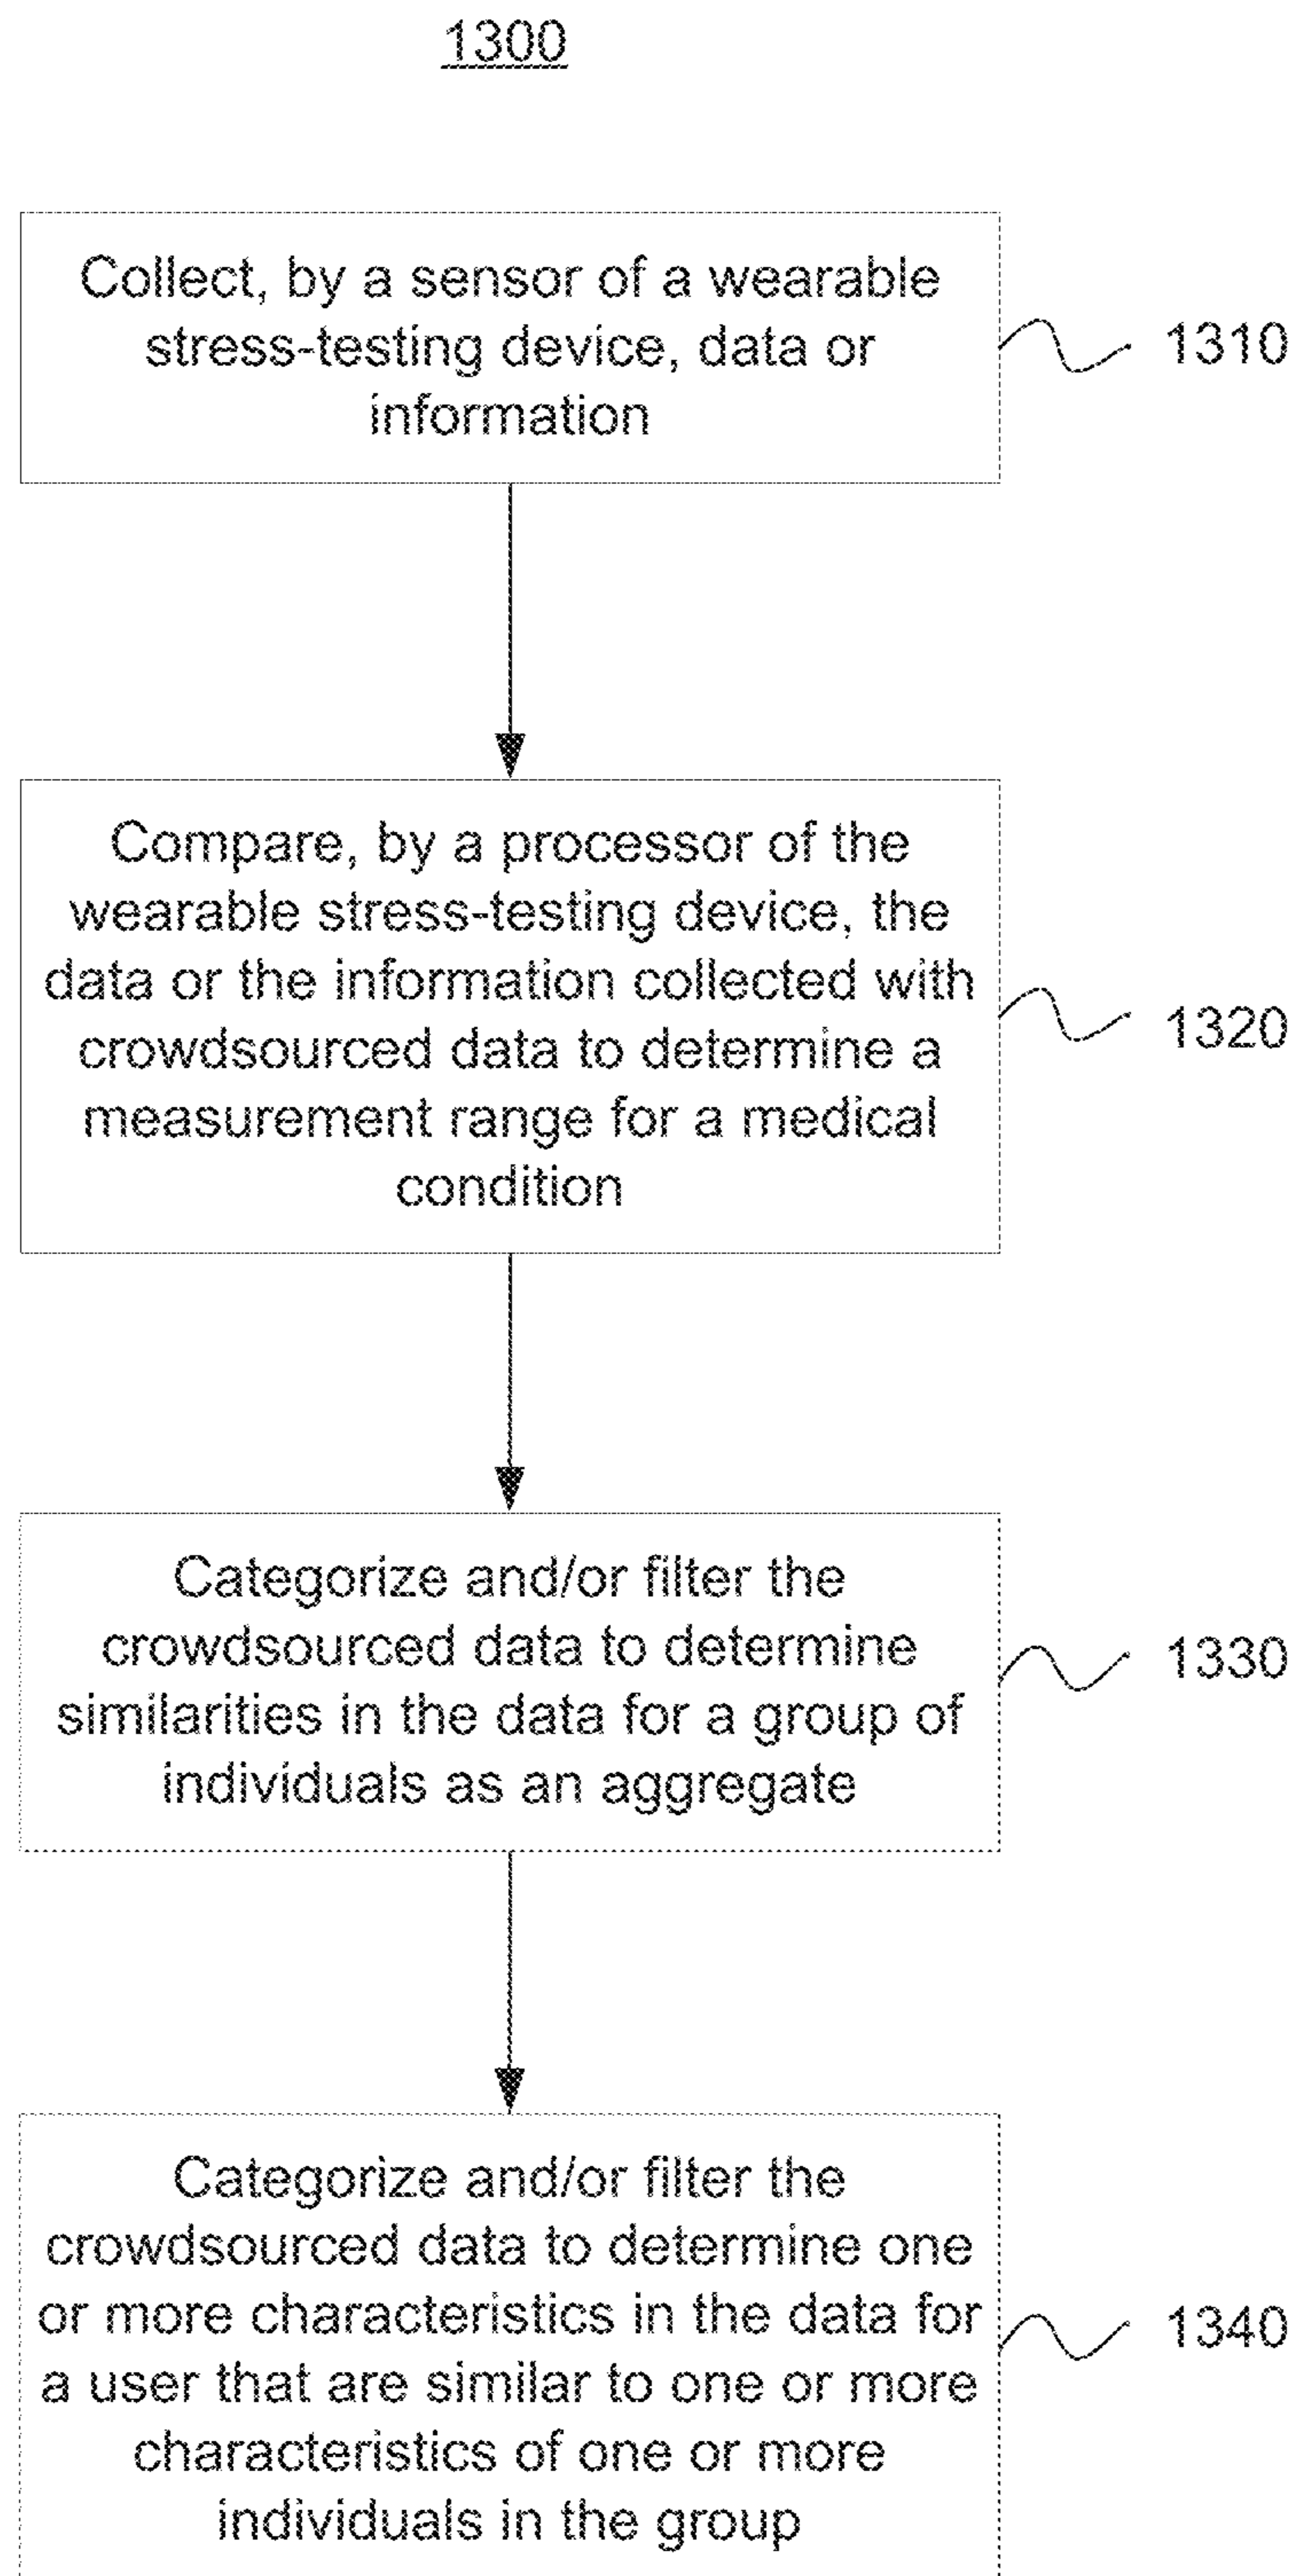 1300
Collect, by a sensor of a wearable
stress-testing device, data or
information
1310
Compare, by a processor of the
wearable stress-testing device, the
data or the information collected with
crowdsourced data to determine a
measurement range for a medical
condition
1320
Categorize and/or filter the
crowdsourced data to determine
similarities in the data for a group of
individuals as an aggregate
1330
Categorize and/or filter the
crowdsourced data to determine one
or more characteristics in the data for
a user that are similar to one or more
characteristics of one or more
individuals in the group
1340